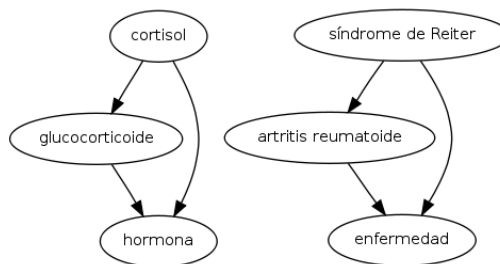 cortisol
síndrome de Reiter
glucocorticoide
artritis reumatoide
hormona
enfermedad